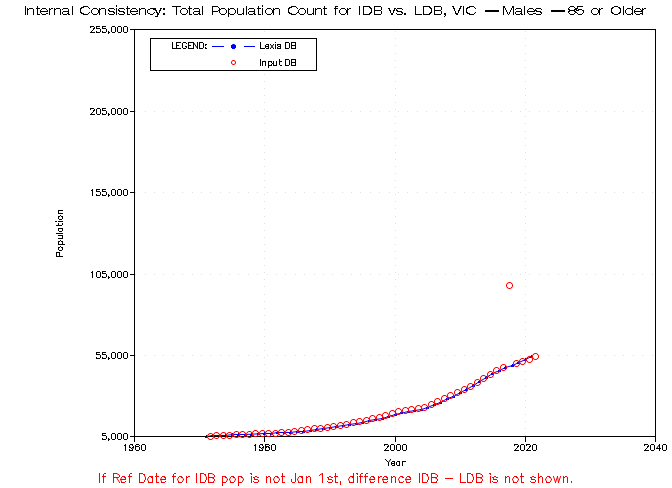 Internal Consistency: Total Population Count for IDB vs. LDB, VIC —Males —85 or Older
255,000
LEGEND: Lexis DB
Input DB
205,000
155,000
Population
105,000
55,000
5,000
1960 1980 2000 2020 2040
Year
If Ref Date for IDB pop is not Jan 1st, difference IDB – LDB is not shown.